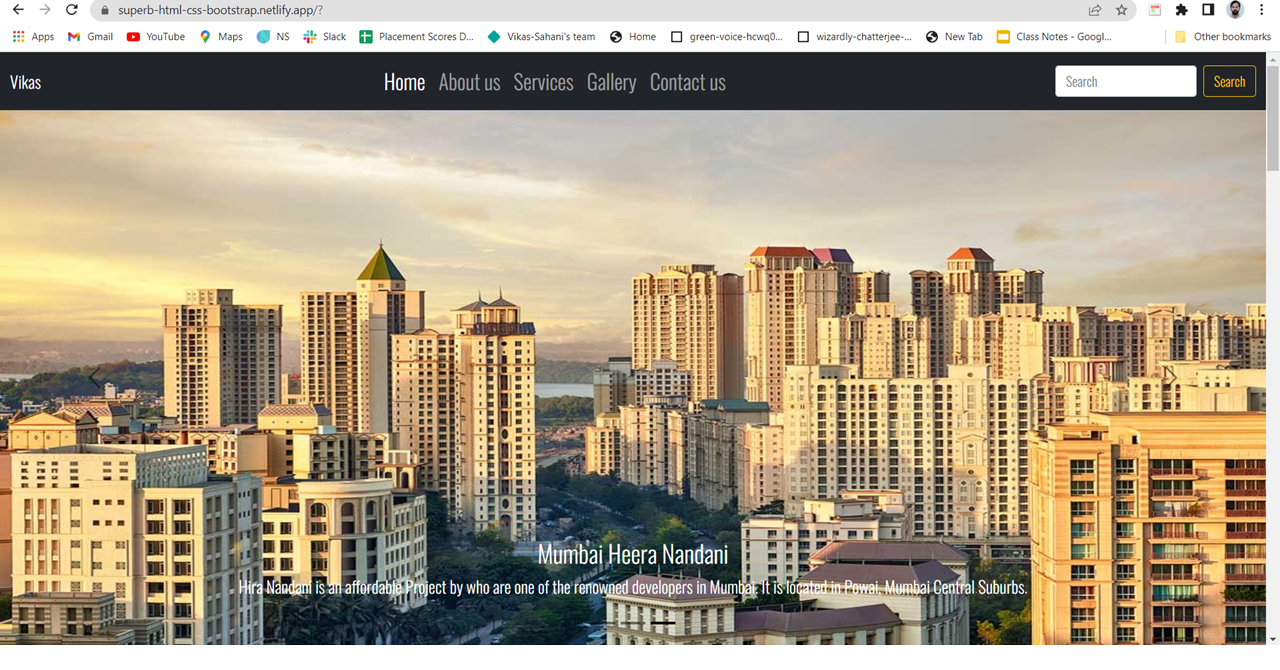 superb-html-css-bootstrap.netlify.app/?
Apps Gmail YouTube Maps NS Slack Placement Scores D... Vikas-Sahani's team Home green-voice-hcwq0... wizardly-chatterjee-... New Tab Class Notes - Googl... Other bookmarks
Vikas Home About us Services Gallery Contact us Search Search
Mumbai Heera Nandani
Hira Nandani is an affordable Project by who are one of the renowned developers in Mumbai. It is located in Powai, Mumbai Central Suburbs.